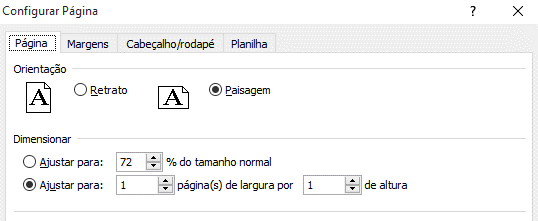 Configurar Página ? ×
Página Margens Cabeçalho/rodapé Planilha
Orientação
A Retrato A Paisagem
Dimensionar
Ajustar para: 72 % do tamanho normal
Ajustar para: 1 página(s) de largura por 1 de altura